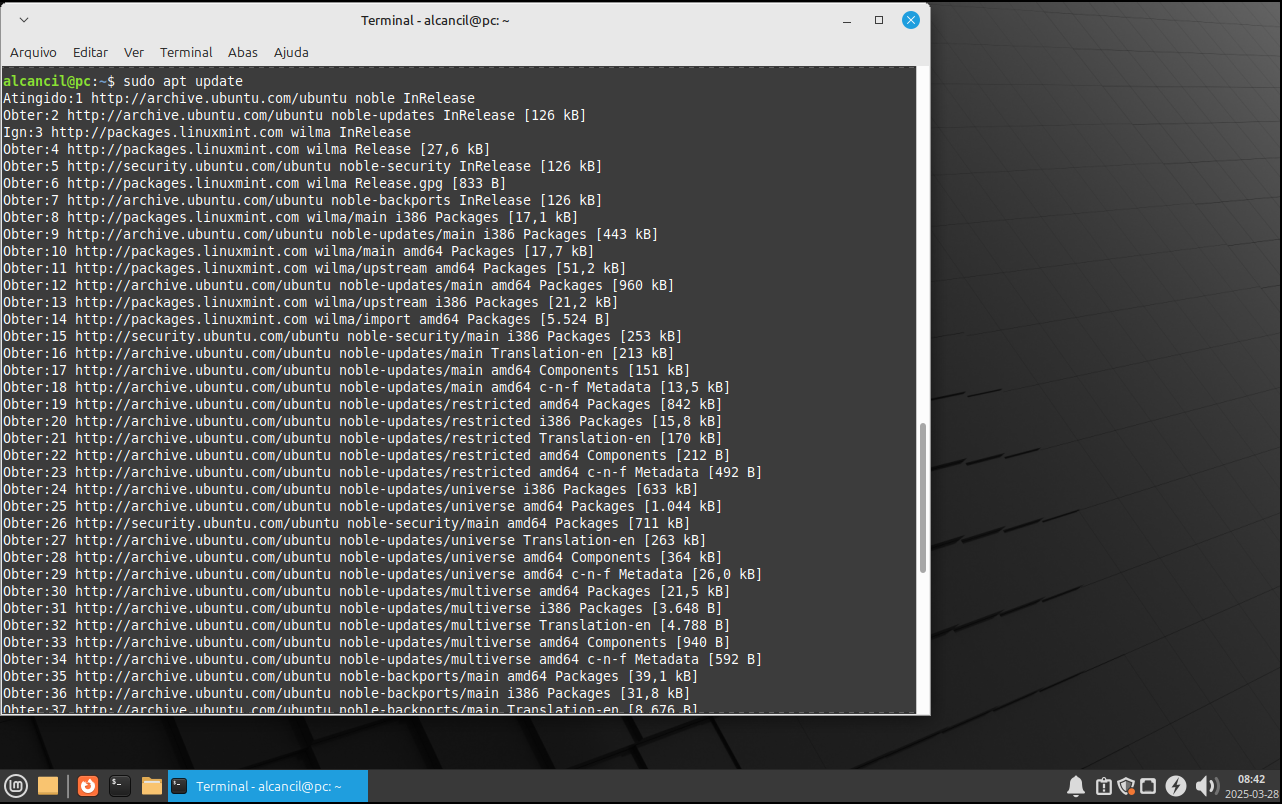 Terminal - alcancil@pc: ~
Arquivo Editar Ver Terminal Abas Ajuda
alcancil@pc:~$ sudo apt update
Atingido:1 http://archive.ubuntu.com/ubuntu noble InRelease
Obter:2 http://archive.ubuntu.com/ubuntu noble-updates InRelease [126 kB]
Ign:3 http://packages.linuxmint.com wilma InRelease
Obter:4 http://packages.linuxmint.com wilma Release [27,6 kB]
Obter:5 http://security.ubuntu.com/ubuntu noble-security InRelease [126 kB]
Obter:6 http://packages.linuxmint.com wilma Release.gpg [833 B]
Obter:7 http://archive.ubuntu.com/ubuntu noble-backports InRelease [126 kB]
Obter:8 http://packages.linuxmint.com wilma/main i386 Packages [17,1 kB]
Obter:9 http://archive.ubuntu.com/ubuntu noble-updates/main i386 Packages [443 kB]
Obter:10 http://packages.linuxmint.com wilma/main amd64 Packages [17,7 kB]
Obter:11 http://packages.linuxmint.com wilma/upstream amd64 Packages [51,2 kB]
Obter:12 http://archive.ubuntu.com/ubuntu noble-updates/main amd64 Packages [960 kB]
Obter:13 http://packages.linuxmint.com wilma/upstream i386 Packages [21,2 kB]
Obter:14 http://packages.linuxmint.com wilma/import amd64 Packages [5.524 B]
Obter:15 http://security.ubuntu.com/ubuntu noble-security/main i386 Packages [253 kB]
Obter:16 http://archive.ubuntu.com/ubuntu noble-updates/main Translation-en [213 kB]
Obter:17 http://archive.ubuntu.com/ubuntu noble-updates/main amd64 Components [151 kB]
Obter:18 http://archive.ubuntu.com/ubuntu noble-updates/main amd64 c-n-f Metadata [13,5 kB]
Obter:19 http://archive.ubuntu.com/ubuntu noble-updates/restricted amd64 Packages [842 kB]
Obter:20 http://archive.ubuntu.com/ubuntu noble-updates/restricted i386 Packages [15,8 kB]
Obter:21 http://archive.ubuntu.com/ubuntu noble-updates/restricted Translation-en [170 kB]
Obter:22 http://archive.ubuntu.com/ubuntu noble-updates/restricted amd64 Components [212 B]
Obter:23 http://archive.ubuntu.com/ubuntu noble-updates/restricted amd64 c-n-f Metadata [492 B]
Obter:24 http://archive.ubuntu.com/ubuntu noble-updates/universe i386 Packages [633 kB]
Obter:25 http://archive.ubuntu.com/ubuntu noble-updates/universe amd64 Packages [1.044 kB]
Obter:26 http://security.ubuntu.com/ubuntu noble-security/main amd64 Packages [711 kB]
Obter:27 http://archive.ubuntu.com/ubuntu noble-updates/universe Translation-en [263 kB]
Obter:28 http://archive.ubuntu.com/ubuntu noble-updates/universe amd64 Components [364 kB]
Obter:29 http://archive.ubuntu.com/ubuntu noble-updates/universe amd64 c-n-f Metadata [26,0 kB]
Obter:30 http://archive.ubuntu.com/ubuntu noble-updates/multiverse amd64 Packages [21,5 kB]
Obter:31 http://archive.ubuntu.com/ubuntu noble-updates/multiverse i386 Packages [3.648 B]
Obter:32 http://archive.ubuntu.com/ubuntu noble-updates/multiverse Translation-en [4.788 B]
Obter:33 http://archive.ubuntu.com/ubuntu noble-updates/multiverse amd64 Components [940 B]
Obter:34 http://archive.ubuntu.com/ubuntu noble-updates/multiverse amd64 c-n-f Metadata [592 B]
Obter:35 http://archive.ubuntu.com/ubuntu noble-backports/main amd64 Packages [39,1 kB]
Obter:36 http://archive.ubuntu.com/ubuntu noble-backports/main i386 Packages [31,8 kB]
Obter:37 http://archive.ubuntu.com/ubuntu noble-backports/main Translation-en [8.676 B]
Terminal - alcancil@pc: ~
08:42
2025-03-28